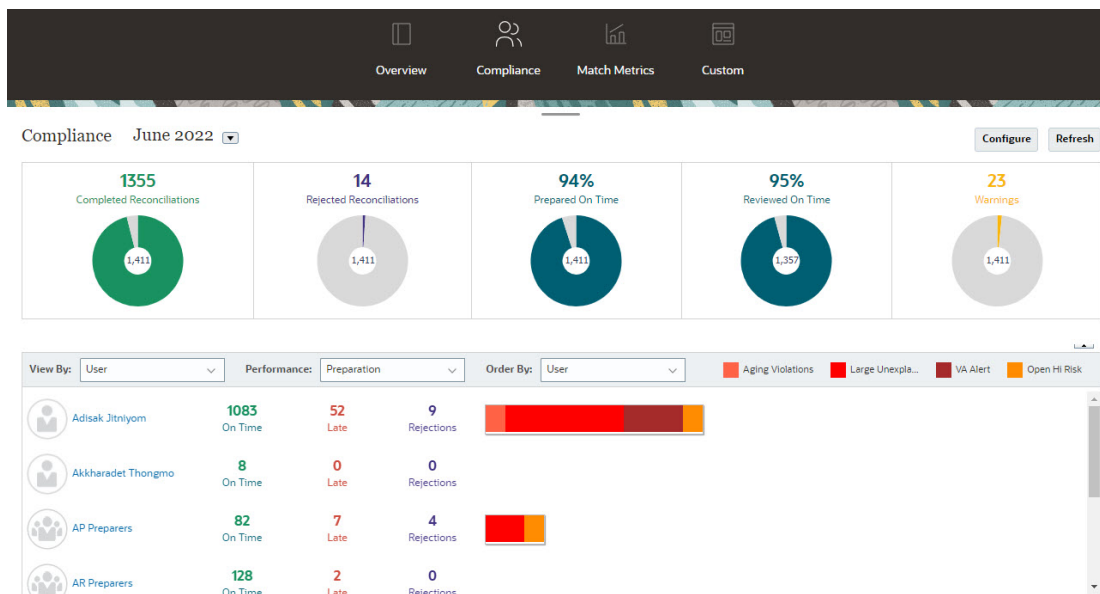 Overview Compliance Match Metrics Custom
Compliance June 2022
Configure Refresh
1355
Completed Reconciliations
1,411
14
Rejected Reconciliations
1,411
94%
Prepared On Time
1,411
95%
Reviewed On Time
1,357
23
Warnings
1,411
View By: User Performance: Preparation Order By: User Aging Violations Large Unexpla... VA Alert Open Hi Risk
Adisak Jitniyom
1083 52 9
On Time Late Rejections
Akkharadet Thongmo
8 0 0
On Time Late Rejections
AP Preparers
82 7 4
On Time Late Rejections
AR Preparers
128 2 0
On Time Late Rejections